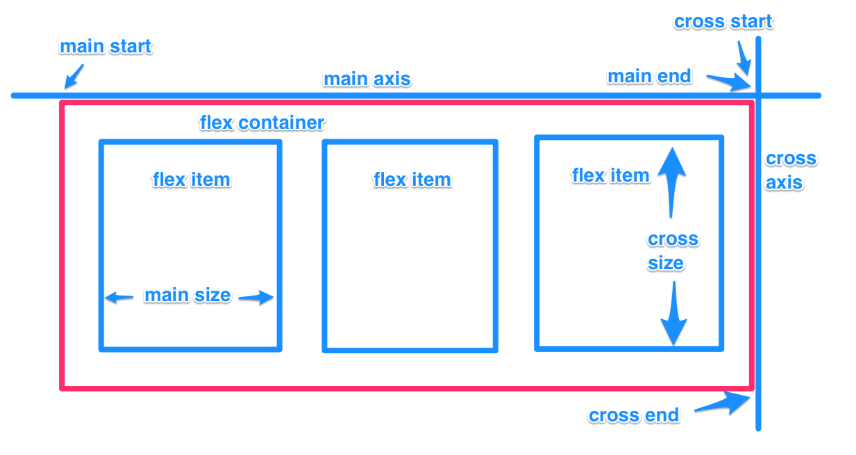 cross start
main start
main axis
main end
flex container
cross
axis
flex item
flex item
flex item
cross
size
main size
cross end